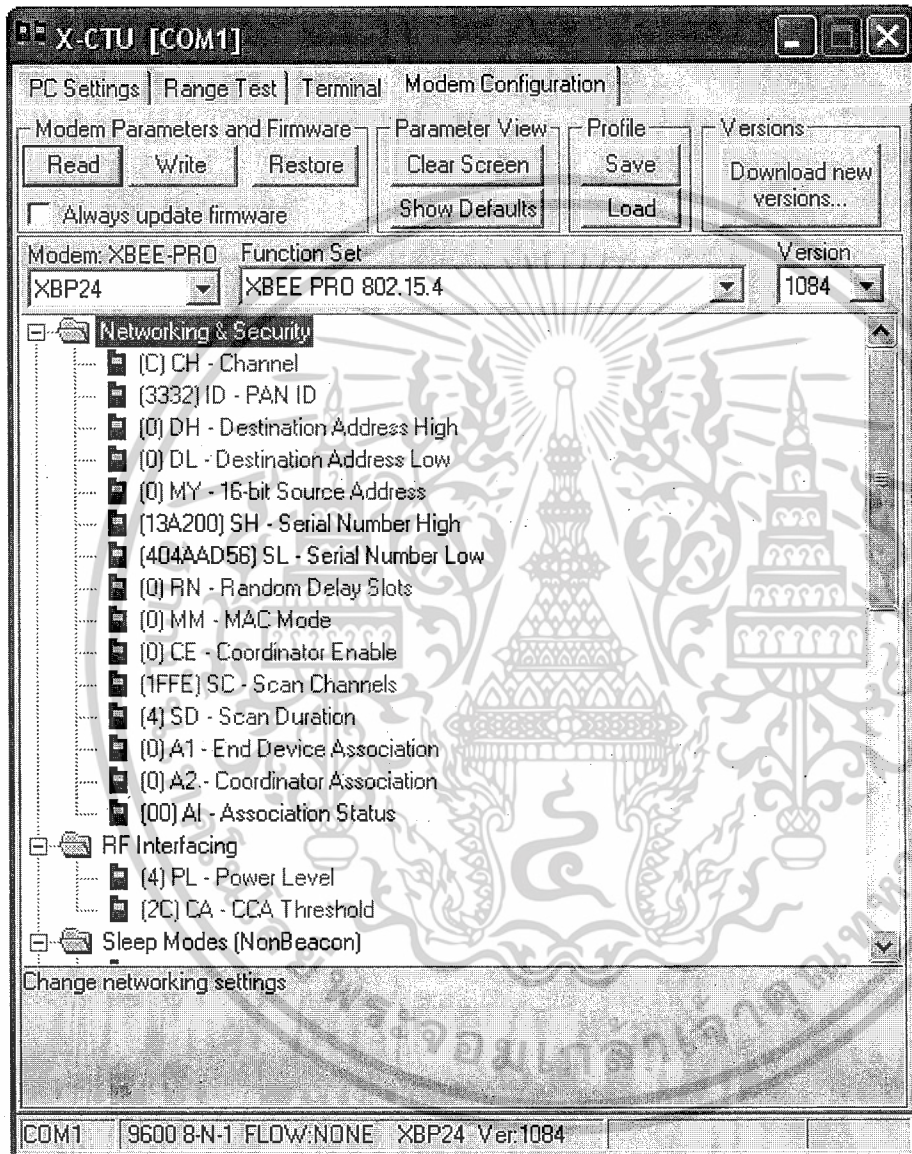 X-CTU [COM1]
PC Settings Range Test Terminal Modem Configuration
Modem Parameters and Firmware Parameter View Profile Versions
Read Write Restore Clear Screen Save Download new versions...
Always update firmware Show Defaults Load
Modem: XBEE-PRO Function Set Version
XBP24 XBEE PRO 802.15.4 1084
Networking & Security
(C) CH - Channel
(3332) ID - PAN ID
(0) DH - Destination Address High
(0) DL - Destination Address Low
(0) MY - 16-bit Source Address
(13A200) SH - Serial Number High
(404AAD56) SL - Serial Number Low
(0) RN - Random Delay Slots
(0) MM - MAC Mode
(0) CE - Coordinator Enable
(1FFE) SC - Scan Channels
(4) SD - Scan Duration
(0) A1 - End Device Association
(0) A2 - Coordinator Association
(00) AI - Association Status
RF Interfacing
(4) PL - Power Level
(2C) CA - CCA Threshold
Sleep Modes (NonBeacon)
Change networking settings
COM1 9600 8-N-1 FLOW:NONE XBP24 Ver:1084